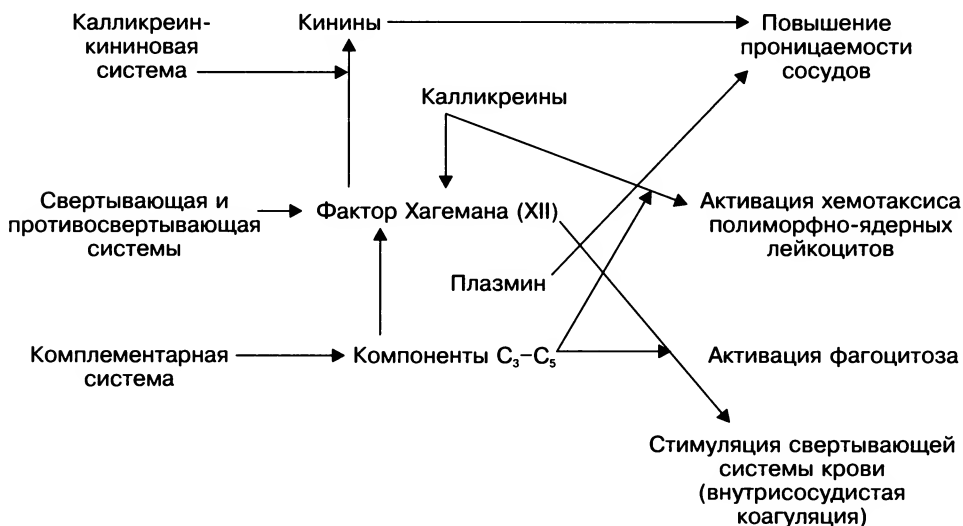 Калликреин-
кининовая
система
Кинины
Повышение
проницаемости
сосудов
Калликреины
Свертывающая и
противосвертывающая
системы
Фактор Хагемана (XII)
Активация хемотаксиса
полиморфно-ядерных
лейкоцитов
Плазмин
Комплементарная
система
Компоненты C₃–C₅
Активация фагоцитоза
Стимуляция свертывающей
системы крови
(внутрисосудистая
коагуляция)